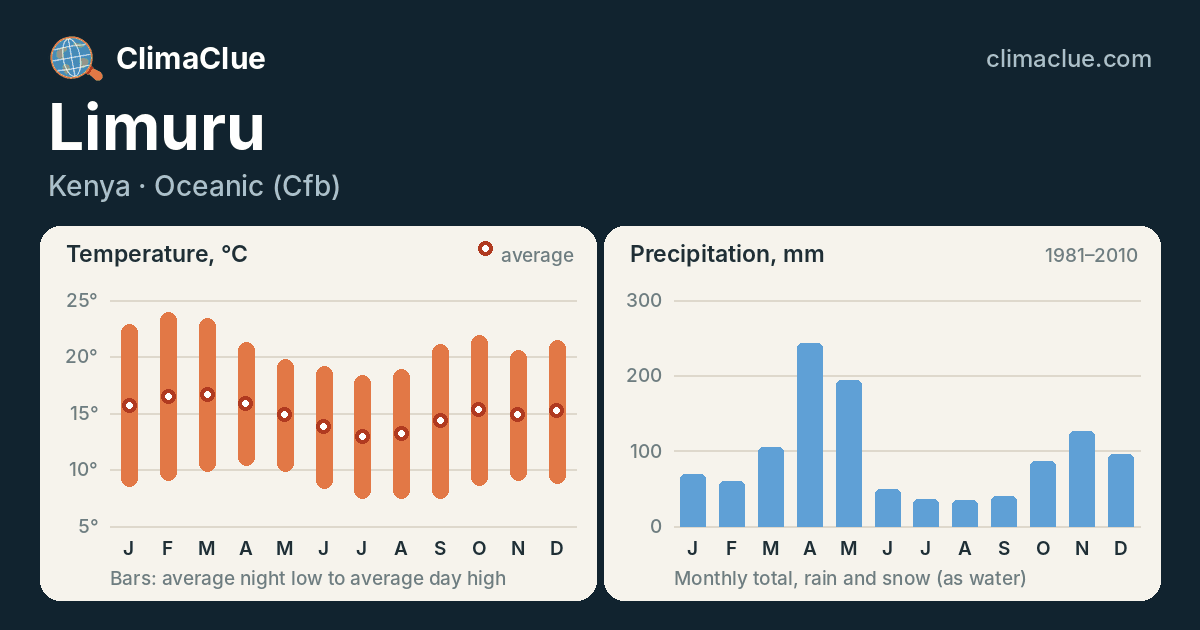 ClimaClue
climaclue.com
Limuru
Kenya · Oceanic (Cfb)
Temperature, °C
average
25°
20°
15°
10°
5°
J F M A M J J A S O N D
Bars: average night low to average day high
Precipitation, mm
1981–2010
300
200
100
0
J F M A M J J A S O N D
Monthly total, rain and snow (as water)